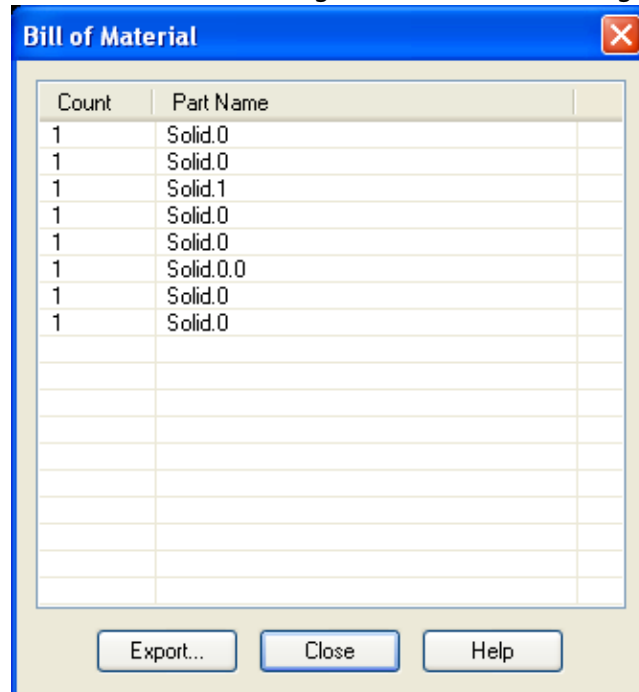 Bill of Material
Count Part Name
1 Solid.0
1 Solid.0
1 Solid.1
1 Solid.0
1 Solid.0
1 Solid.0.0
1 Solid.0
1 Solid.0
Export... Close Help